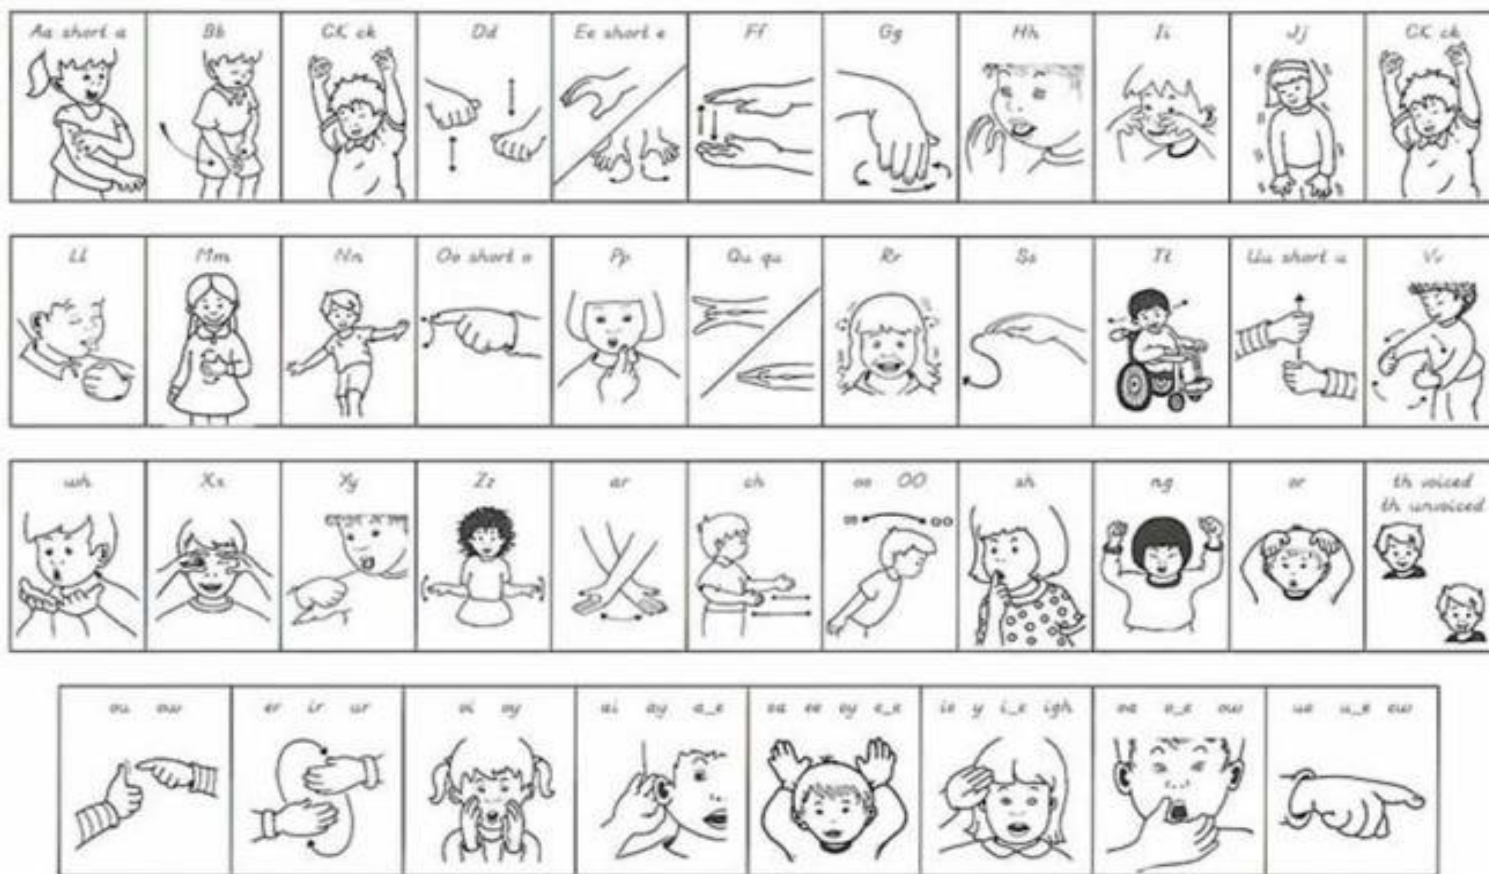 Aa short a Bb CK ck Dd Ee short e Ff Gg Hh Ii Jj CK ck
Ll Mm Nn Oo short o Pp Qu qu Rr Ss Tt Uu short u Vv
wh Xx Yy Zz ar ch oo OO sh ng or th voiced
th unvoiced
ou ow er ir ur oi oy ai ay a_e ea ee ey e_e ie y i_e igh oa o_e ow ue u_e ew